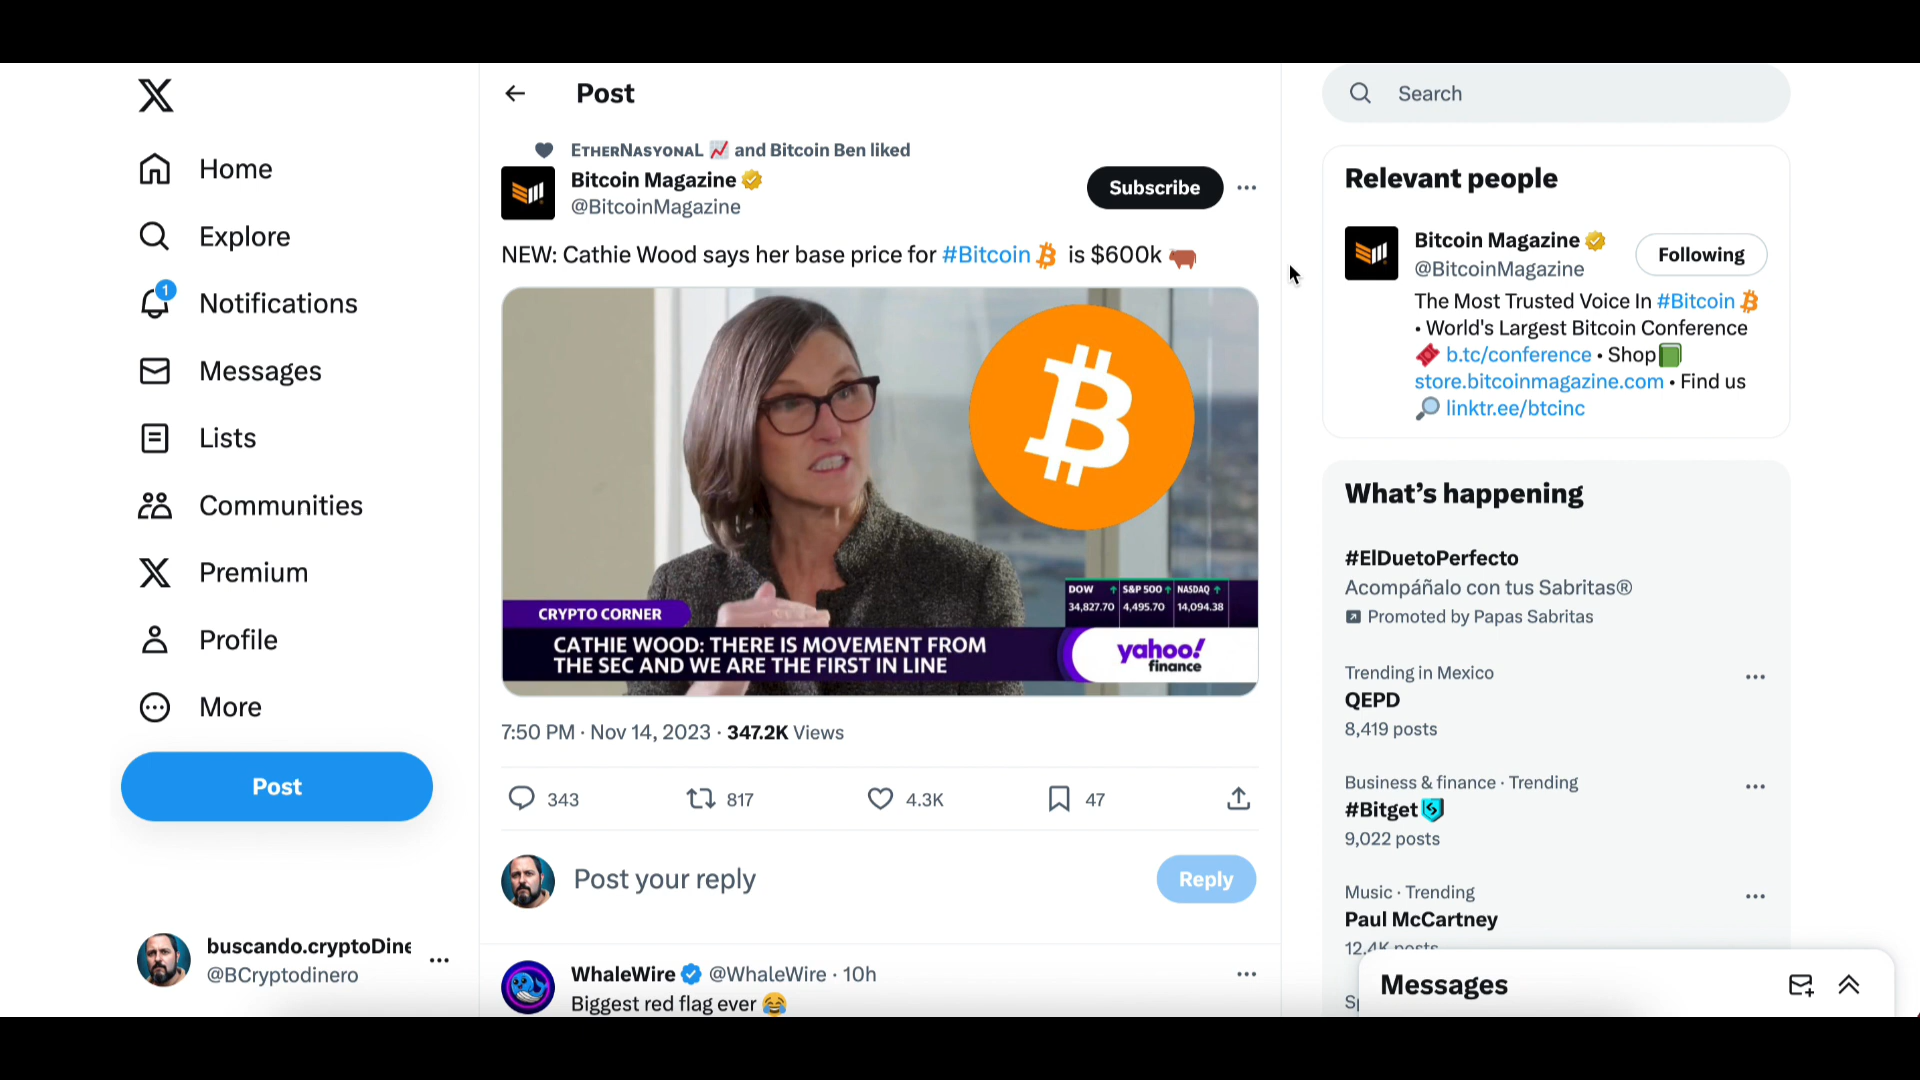 Home
Explore
1
Notifications
Messages
Lists
Communities
Premium
Profile
More
Post
buscando.cryptoDine
@BCryptodinero
Post
EᴛʜᴇʀNᴀsʏᴏɴᴀL 📈 and Bitcoin Ben liked
Bitcoin Magazine
@BitcoinMagazine
Subscribe
NEW: Cathie Wood says her base price for #Bitcoin is $600k 🐂
DOW S&P 500 NASDAQ
34,827.70 4,495.70 14,094.38
CRYPTO CORNER
CATHIE WOOD: THERE IS MOVEMENT FROM
THE SEC AND WE ARE THE FIRST IN LINE
yahoo!
finance
7:50 PM · Nov 14, 2023 · 347.2K Views
343 817 4.3K 47
Post your reply
Reply
WhaleWire @WhaleWire · 10h
Biggest red flag ever 😂
Search
Relevant people
Bitcoin Magazine
@BitcoinMagazine
Following
The Most Trusted Voice In #Bitcoin
• World's Largest Bitcoin Conference
🎟️ b.tc/conference • Shop📗
store.bitcoinmagazine.com • Find us
🔎 linktr.ee/btcinc
What's happening
#ElDuetoPerfecto
Acompáñalo con tus Sabritas®
Promoted by Papas Sabritas
Trending in Mexico
QEPD
8,419 posts
Business & finance · Trending
#Bitget
9,022 posts
Music · Trending
Paul McCartney
12.4K posts
Messages